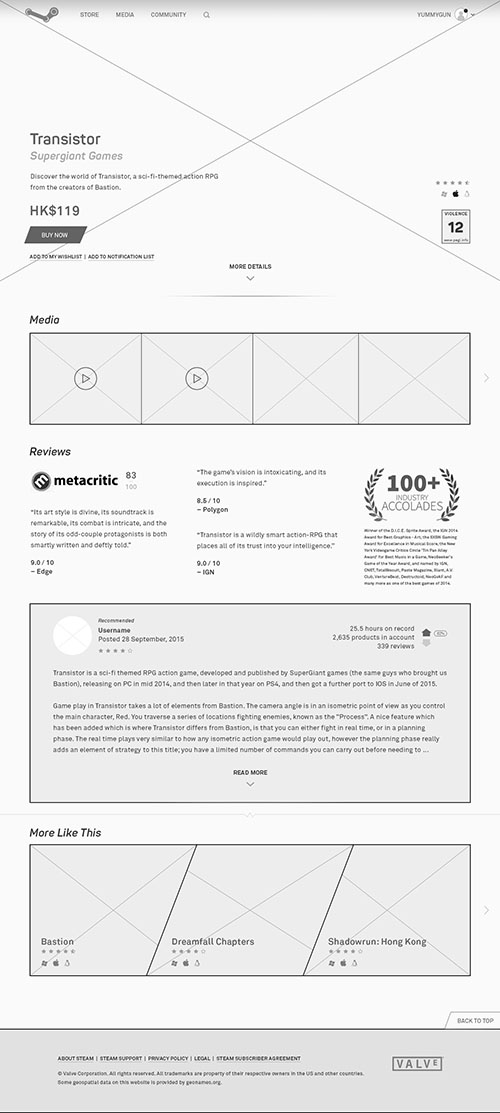 STORE MEDIA COMMUNITY
YUMMYGUN
Transistor
Supergiant Games
Discover the world of Transistor, a sci-fi-themed action RPG
from the creators of Bastion.
HK$119
BUY NOW
ADD TO MY WISHLIST | ADD TO NOTIFICATION LIST
VIOLENCE
12
www.pegi.info
MORE DETAILS
Media
Reviews
metacritic 83
100
“Its art style is divine, its soundtrack is
remarkable, its combat is intricate, and the
story of its odd-couple protagonists is both
smartly written and deftly told.”
9.0 / 10
– Edge
“The game's vision is intoxicating, and its
execution is inspired.”
8.5 / 10
– Polygon
“Transistor is a wildly smart action-RPG that
places all of its trust into your intelligence.”
9.0 / 10
– IGN
100+
INDUSTRY
ACCOLADES
Winner of the D.I.C.E. Sprite Award, the IGN 2014
Award for Best Graphics - Art, the SXSW Gaming
Award for Excellence in Musical Score, the New
York Videogame Critics Circle 'Tin Pan Alley
Award' for Best Music in a Game, NeoSeeker's
Game of the Year Award, and named by IGN,
CNET, TotalBiscuit, Paste Magazine, Slant, A.V.
Club, VentureBeat, Destructoid, NeoGAF and
many more as one of the best games of 2014.
Recommended
Username
Posted 28 September, 2015
25.5 hours on record
2,635 products in account
339 reviews
Transistor is a sci-fi themed RPG action game, developed and published by SuperGiant games (the same guys who brought us
Bastion), releasing on PC in mid 2014, and then later in that year on PS4, and then got a further port to IOS in June of 2015.
Game play in Transistor takes a lot of elements from Bastion. The camera angle is in an isometric point of view as you control
the main character, Red. You traverse a series of locations fighting enemies, known as the “Process”. A nice feature which
has been added which is where Transistor differs from Bastion, is that you can either fight in real time, or in a planning
phase. The real time plays very similar to how any isometric action game would play out, however the planning phase really
adds an element of strategy to this title; you have a limited number of commands you can carry out before needing to ...
READ MORE
More Like This
Bastion
Dreamfall Chapters
Shadowrun: Hong Kong
BACK TO TOP
ABOUT STEAM | STEAM SUPPORT | PRIVACY POLICY | LEGAL | STEAM SUBSCRIBER AGREEMENT
© Valve Corporation. All rights reserved. All trademarks are property of their respective owners in the US and other countries.
Some geospatial data on this website is provided by geonames.org.
VALVE